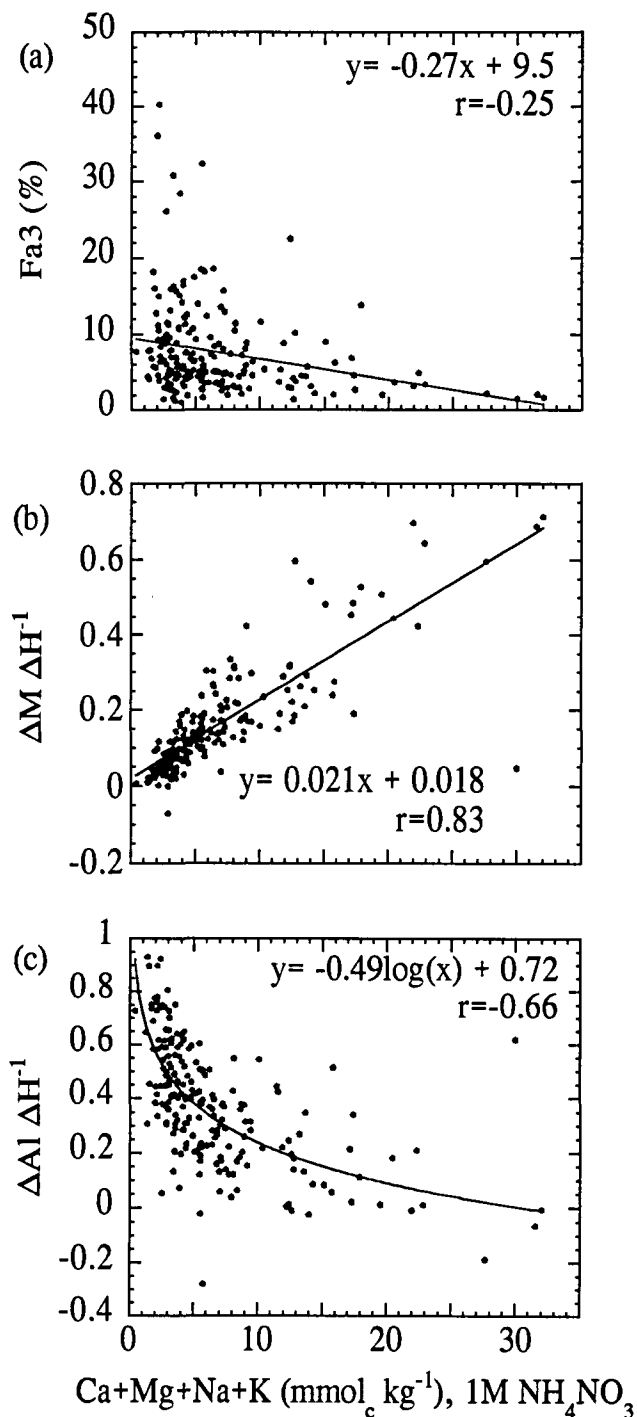 (a)
50
40
30
20
10
0
Fa3 (%)
y= -0.27x + 9.5
r=-0.25
(b)
0.8
0.6
0.4
0.2
0
-0.2
ΔM ΔH⁻¹
y= 0.021x + 0.018
r=0.83
(c)
1
0.8
0.6
0.4
0.2
0
-0.2
-0.4
ΔAl ΔH⁻¹
y= -0.49log(x) + 0.72
r=-0.66
0 10 20 30
Ca+Mg+Na+K (mmol_c kg⁻¹), 1M NH₄NO₃